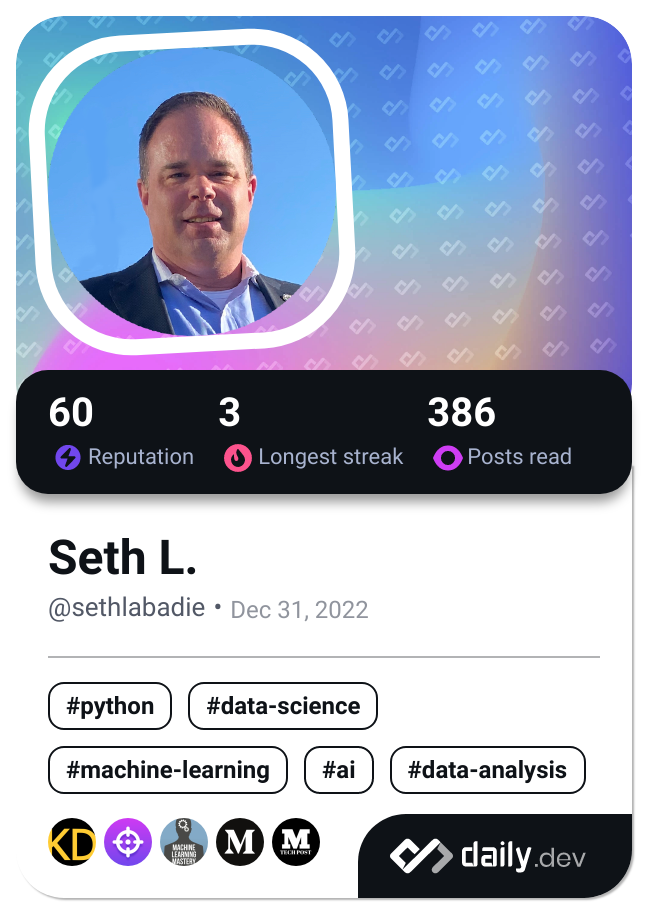 60 3 386
Reputation Longest streak Posts read
Seth L.
@sethlabadie • Dec 31, 2022
#python #data-science
#machine-learning #ai #data-analysis
KD
MACHINE
LEARNING
MASTERY
M
M
TECH POST
daily.dev